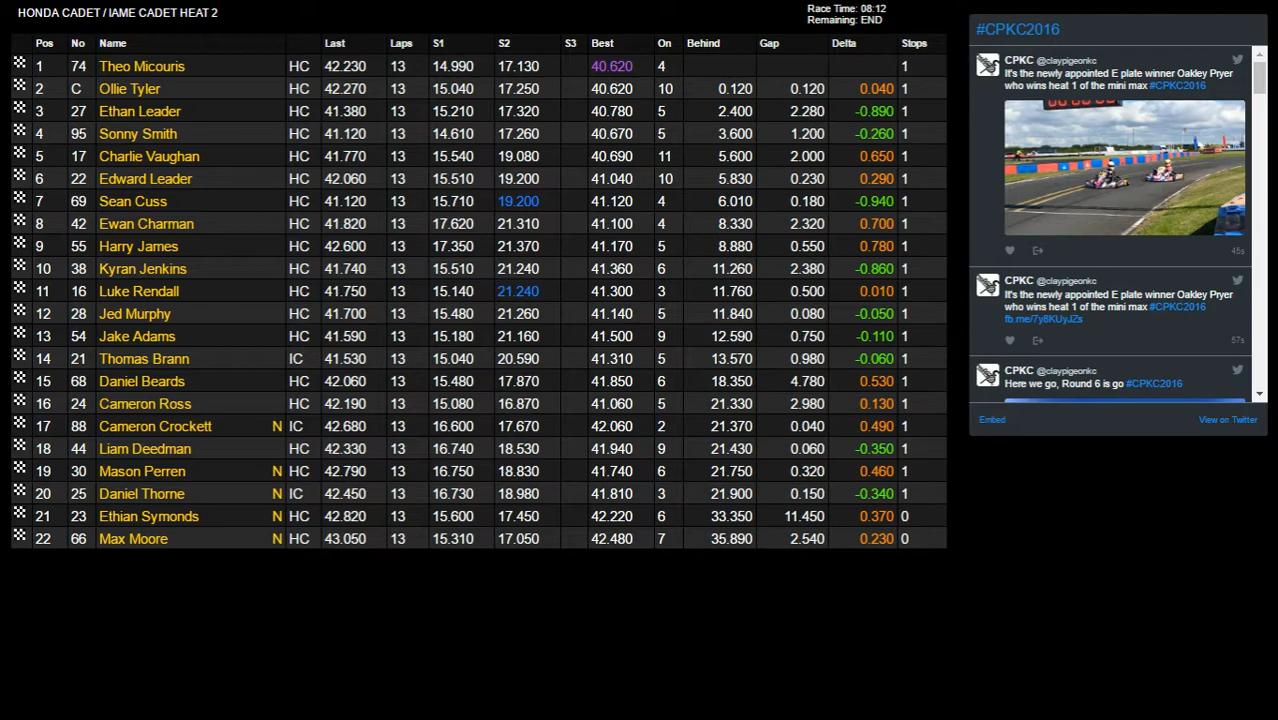 HONDA CADET / IAME CADET HEAT 2
Race Time: 08:12
Remaining: END
Pos No Name Last Laps S1 S2 S3 Best On Behind Gap Delta Stops
1 74 Theo Micouris HC 42.230 13 14.990 17.130 40.620 4 1
2 C Ollie Tyler HC 42.270 13 15.040 17.250 40.620 10 0.120 0.120 0.040 1
3 27 Ethan Leader HC 41.380 13 15.210 17.320 40.780 5 2.400 2.280 -0.890 1
4 95 Sonny Smith HC 41.120 13 14.610 17.260 40.670 5 3.600 1.200 -0.260 1
5 17 Charlie Vaughan HC 41.770 13 15.540 19.080 40.690 11 5.600 2.000 0.650 1
6 22 Edward Leader HC 42.060 13 15.510 19.200 41.040 10 5.830 0.230 0.290 1
7 69 Sean Cuss HC 41.120 13 15.710 19.200 41.120 4 6.010 0.180 -0.940 1
8 42 Ewan Charman HC 41.820 13 17.620 21.310 41.100 4 8.330 2.320 0.700 1
9 55 Harry James HC 42.600 13 17.350 21.370 41.170 5 8.880 0.550 0.780 1
10 38 Kyran Jenkins HC 41.740 13 15.510 21.240 41.360 6 11.260 2.380 -0.860 1
11 16 Luke Rendall HC 41.750 13 15.140 21.240 41.300 3 11.760 0.500 0.010 1
12 28 Jed Murphy HC 41.700 13 15.480 21.260 41.140 5 11.840 0.080 -0.050 1
13 54 Jake Adams HC 41.590 13 15.180 21.160 41.500 9 12.590 0.750 -0.110 1
14 21 Thomas Brann IC 41.530 13 15.040 20.590 41.310 5 13.570 0.980 -0.060 1
15 68 Daniel Beards HC 42.060 13 15.480 17.870 41.850 6 18.350 4.780 0.530 1
16 24 Cameron Ross HC 42.190 13 15.080 16.870 41.060 5 21.330 2.980 0.130 1
17 88 Cameron Crockett N IC 42.680 13 16.600 17.670 42.060 2 21.370 0.040 0.490 1
18 44 Liam Deedman HC 42.330 13 16.740 18.530 41.940 9 21.430 0.060 -0.350 1
19 30 Mason Perren N HC 42.790 13 16.750 18.830 41.740 6 21.750 0.320 0.460 1
20 25 Daniel Thorne N IC 42.450 13 16.730 18.980 41.810 3 21.900 0.150 -0.340 1
21 23 Ethian Symonds N HC 42.820 13 15.600 17.450 42.220 6 33.350 11.450 0.370 0
22 66 Max Moore N HC 43.050 13 15.310 17.050 42.480 7 35.890 2.540 0.230 0
#CPKC2016
CPKC @claypigeonkc
It's the newly appointed E plate winner Oakley Pryer
who wins heat 1 of the mini max #CPKC2016
45s
CPKC @claypigeonkc
It's the newly appointed E plate winner Oakley Pryer
who wins heat 1 of the mini max #CPKC2016
fb.me/7y8KUyJZs
57s
CPKC @claypigeonkc
Here we go, Round 6 is go #CPKC2016
Embed View on Twitter